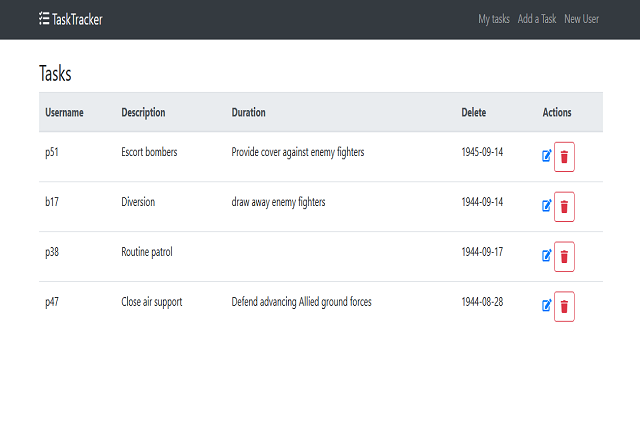 TaskTracker My tasks Add a Task New User
Tasks
Username Description Duration Delete Actions
p51 Escort bombers Provide cover against enemy fighters 1945-09-14
b17 Diversion draw away enemy fighters 1944-09-14
p38 Routine patrol 1944-09-17
p47 Close air support Defend advancing Allied ground forces 1944-08-28